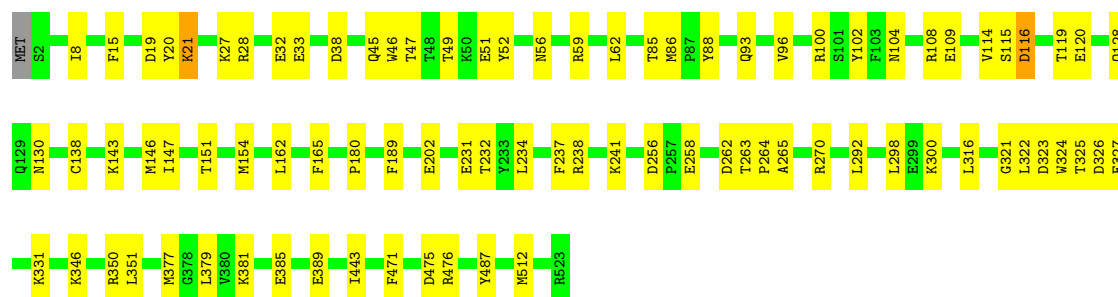 MET S2 I8 F15 D19 Y20 K21 K27 R28 E32 E33 D38 Q45 W46 T47 T48 T49 K50 E51 Y52 N56 R59 L62 T85 M86 P87 Y88 Q93 V96 R100 S101 Y102 F103 N104 R108 E109 V114 S115 D116 T119 E120
Q129 N130 C138 K143 M146 I147 T151 M154 L162 F165 P180 F189 E202 E231 T232 Y233 L234 F237 R238 K241 D256 P257 E258 D262 T263 P264 A265 R270 L292 L298 E299 K300 L316 G321 L322 D323 W324 T325 D326
K331 K346 R350 L351 M377 G378 L379 V380 K381 E385 E389 I443 F471 D475 R476 Y487 M512 R523